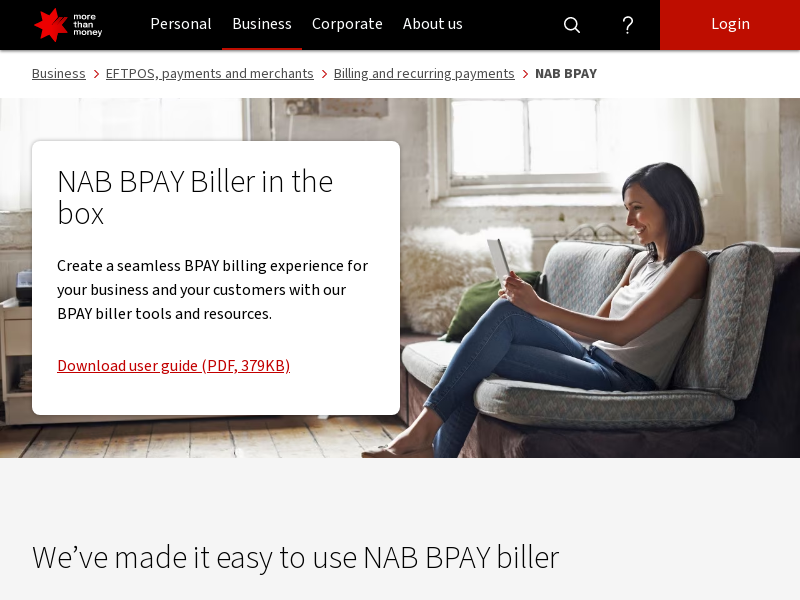 more
than
money
Personal
Business
Corporate
About us
?
Login
Business
EFTPOS, payments and merchants
Billing and recurring payments
NAB BPAY
NAB BPAY Biller in the
box
Create a seamless BPAY billing experience for
your business and your customers with our
BPAY biller tools and resources.
Download user guide (PDF, 379KB)
We’ve made it easy to use NAB BPAY biller